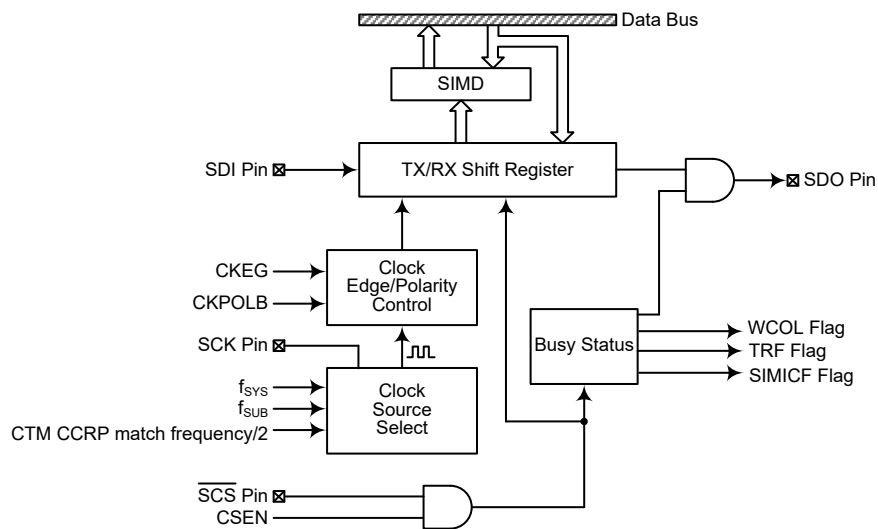 Data Bus
SIMD
SDI Pin
TX/RX Shift Register
SDO Pin
CKEG
CKPOLB
Clock
Edge/Polarity
Control
SCK Pin
Busy Status
WCOL Flag
TRF Flag
SIMICF Flag
fSYS
fSUB
CTM CCRP match frequency/2
Clock
Source
Select
SCS Pin
CSEN